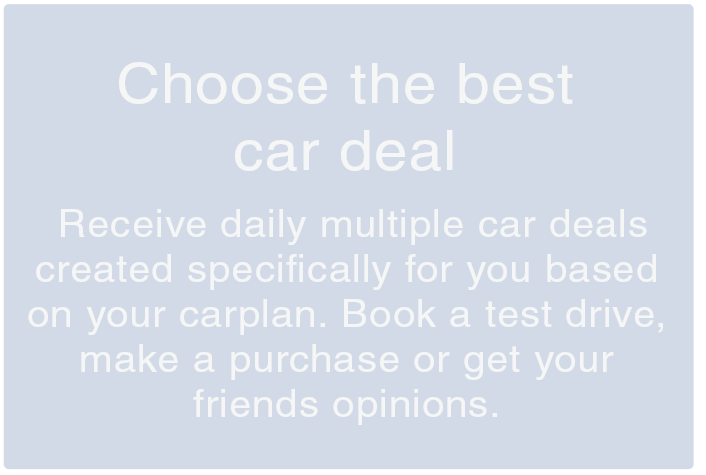 Choose the best
car deal
Receive daily multiple car deals
created specifically for you based
on your carplan. Book a test drive,
make a purchase or get your
friends opinions.